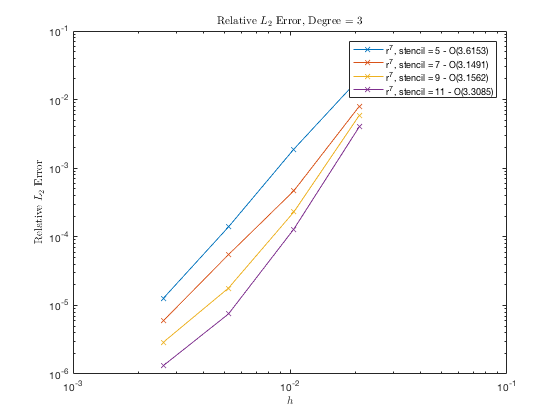 Relative L₂ Error, Degree = 3
r⁷, stencil = 5 - O(3.6153)
r⁷, stencil = 7 - O(3.1491)
r⁷, stencil = 9 - O(3.1562)
r⁷, stencil = 11 - O(3.3085)
10⁻¹
10⁻²
10⁻³
10⁻⁴
10⁻⁵
10⁻⁶
Relative L₂ Error
10⁻³
10⁻²
10⁻¹
h